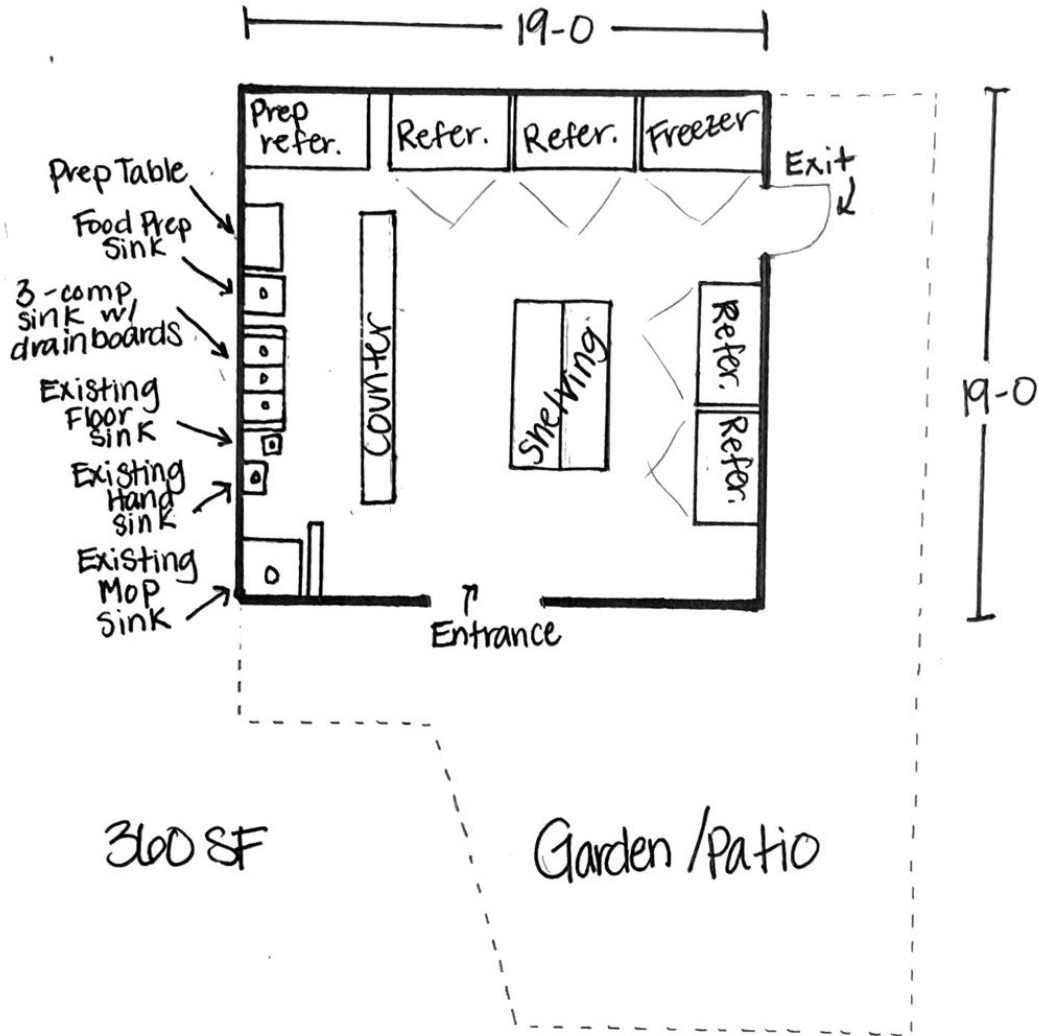 19-0
Prep
refer.
Refer.
Refer.
Freezer
Exit
Prep Table
Food Prep
Sink
3-comp
sink w/
drainboards
Existing
Floor
sink
Existing
Hand
sink
Existing
Mop
Sink
Counter
Shelving
Refer.
Refer.
19-0
Entrance
360 SF
Garden/Patio